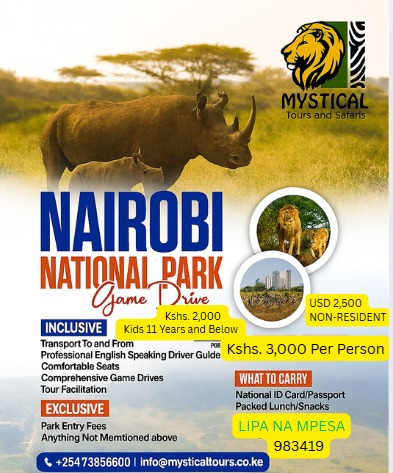 MYSTICAL
Tours and Safaris
NAIROBI
NATIONAL PARK
Game Drive
Kshs. 2,000
Kids 11 Years and Below
USD 2,500
NON-RESIDENT
Kshs. 3,000 Per Person
INCLUSIVE
Transport To and From
Professional English Speaking Driver Guide
Comfortable Seats
Comprehensive Game Drives
Tour Facilitation
EXCLUSIVE
Park Entry Fees
Anything Not Mentioned above
WHAT TO CARRY
National ID Card/Passport
Packed Lunch/Snacks
LIPA NA MPESA
983419
+25473856600 | info@mysticaltours.co.ke